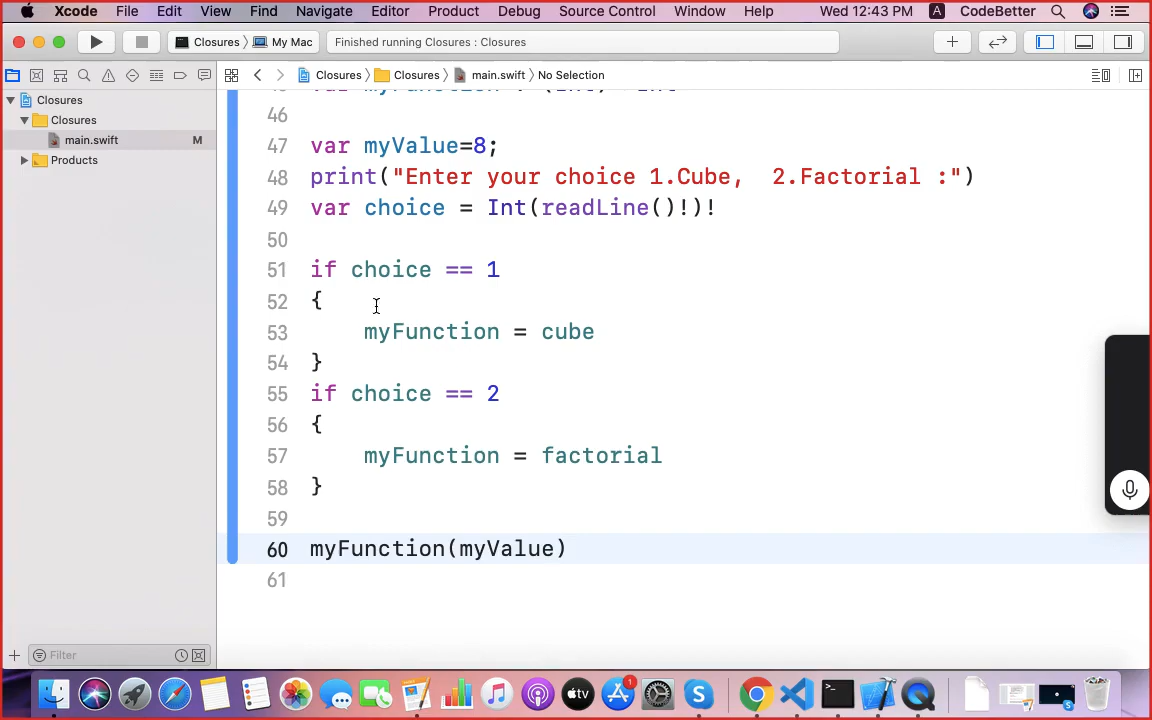 Xcode File Edit View Find Navigate Editor Product Debug Source Control Window Help Wed 12:43 PM A CodeBetter
Closures My Mac Finished running Closures : Closures
Closures Closures main.swift No Selection
Closures
Closures
main.swift M
Products
46
47 var myValue=8;
48 print("Enter your choice 1.Cube, 2.Factorial :")
49 var choice = Int(readLine()!)!
50
51 if choice == 1
52 {
53 myFunction = cube
54 }
55 if choice == 2
56 {
57 myFunction = factorial
58 }
59
60 myFunction(myValue)
61
Filter
1
tv